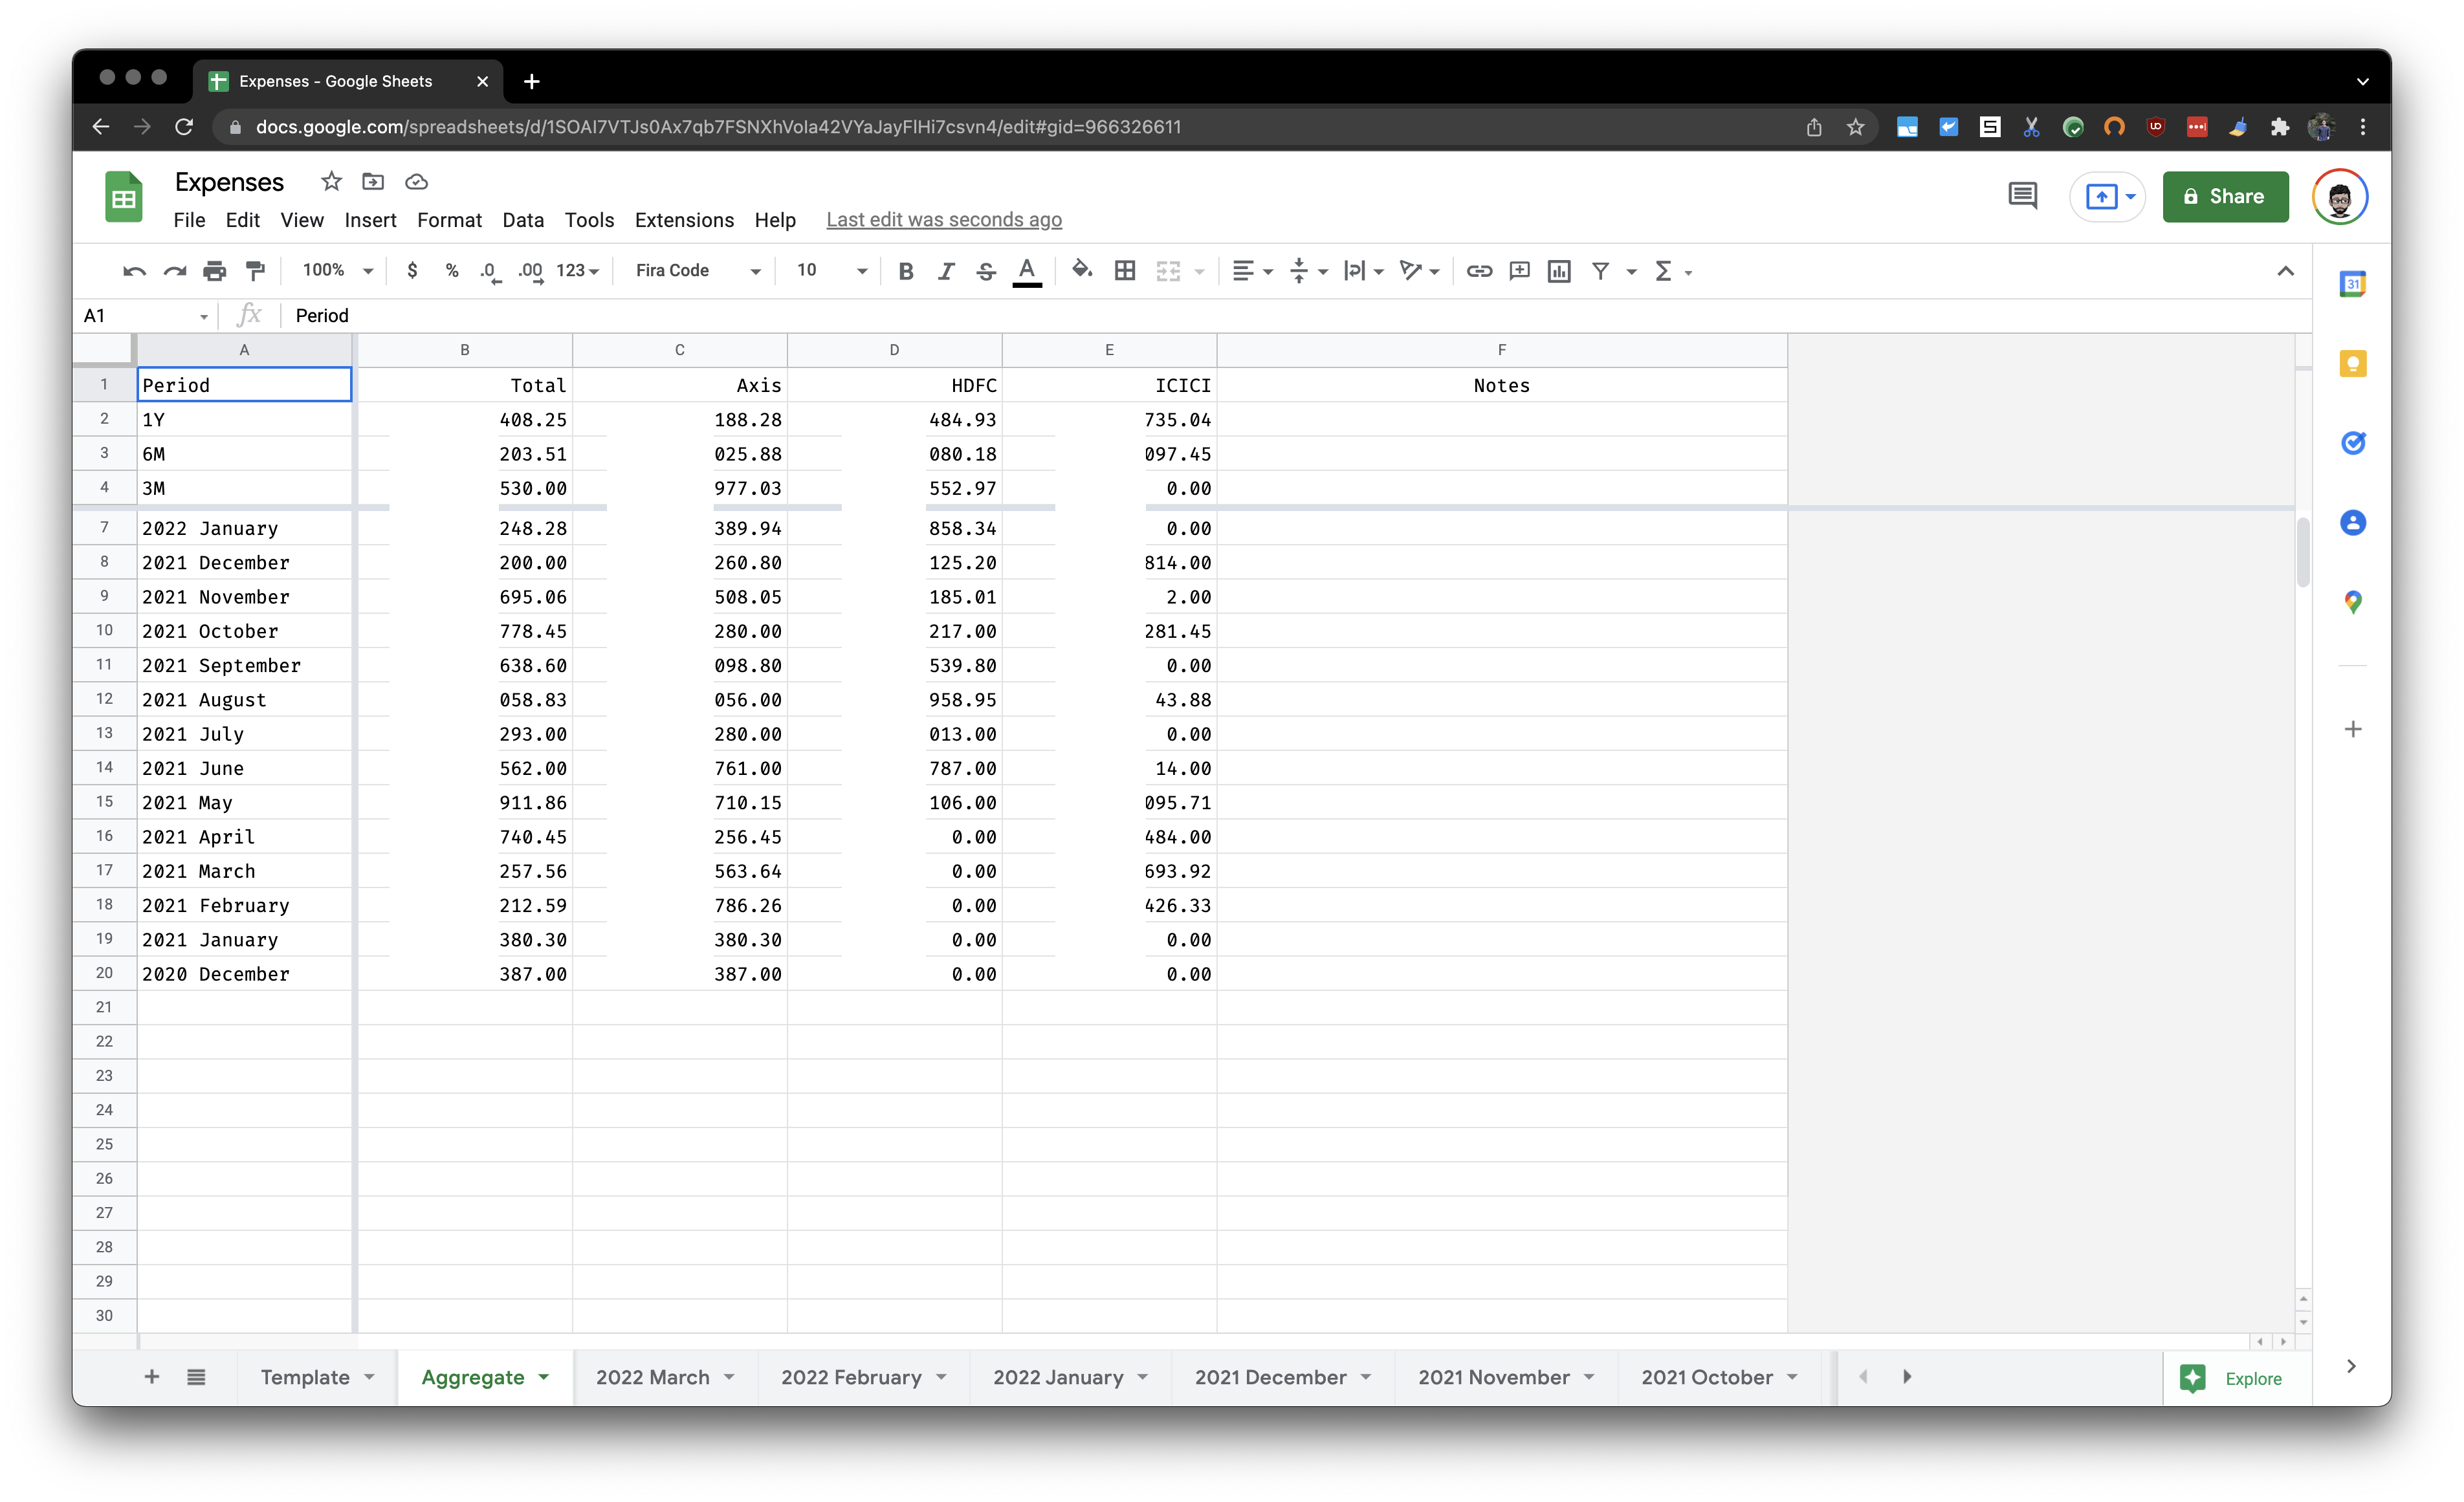 Expenses - Google Sheets
docs.google.com/spreadsheets/d/1SOAI7VTJs0Ax7qb7FSNXhVola42VYaJayFlHi7csvn4/edit#gid=966326611
Expenses
File Edit View Insert Format Data Tools Extensions Help Last edit was seconds ago
Share
100% $ % .0 .00 123 Fira Code 10 B I S A
31
A1 fx Period
A B C D E F
1 Period Total Axis HDFC ICICI Notes
2 1Y 408.25 188.28 484.93 735.04
3 6M 203.51 025.88 080.18 097.45
4 3M 530.00 977.03 552.97 0.00
7 2022 January 248.28 389.94 858.34 0.00
8 2021 December 200.00 260.80 125.20 814.00
9 2021 November 695.06 508.05 185.01 2.00
10 2021 October 778.45 280.00 217.00 281.45
11 2021 September 638.60 098.80 539.80 0.00
12 2021 August 058.83 056.00 958.95 43.88
13 2021 July 293.00 280.00 013.00 0.00
14 2021 June 562.00 761.00 787.00 14.00
15 2021 May 911.86 710.15 106.00 095.71
16 2021 April 740.45 256.45 0.00 484.00
17 2021 March 257.56 563.64 0.00 693.92
18 2021 February 212.59 786.26 0.00 426.33
19 2021 January 380.30 380.30 0.00 0.00
20 2020 December 387.00 387.00 0.00 0.00
21
22
23
24
25
26
27
28
29
30
Template Aggregate 2022 March 2022 February 2022 January 2021 December 2021 November 2021 October Explore